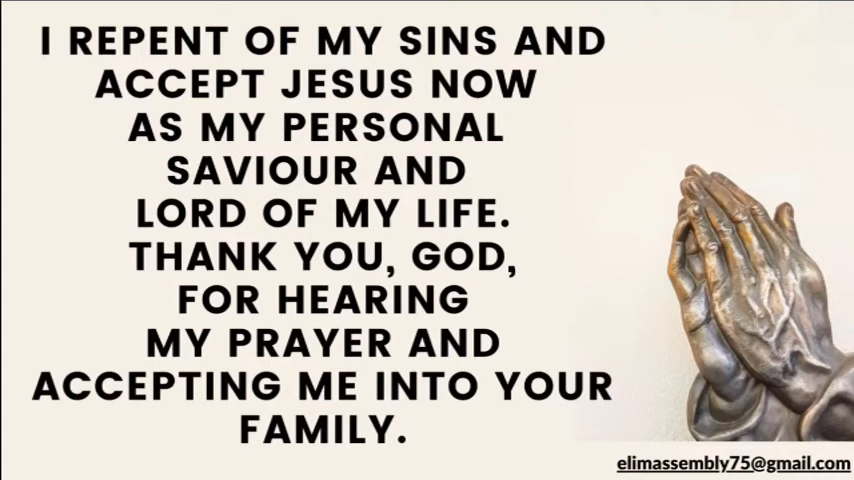 I REPENT OF MY SINS AND
ACCEPT JESUS NOW
AS MY PERSONAL
SAVIOUR AND
LORD OF MY LIFE.
THANK YOU, GOD,
FOR HEARING
MY PRAYER AND
ACCEPTING ME INTO YOUR
FAMILY.
elimassembly75@gmail.com